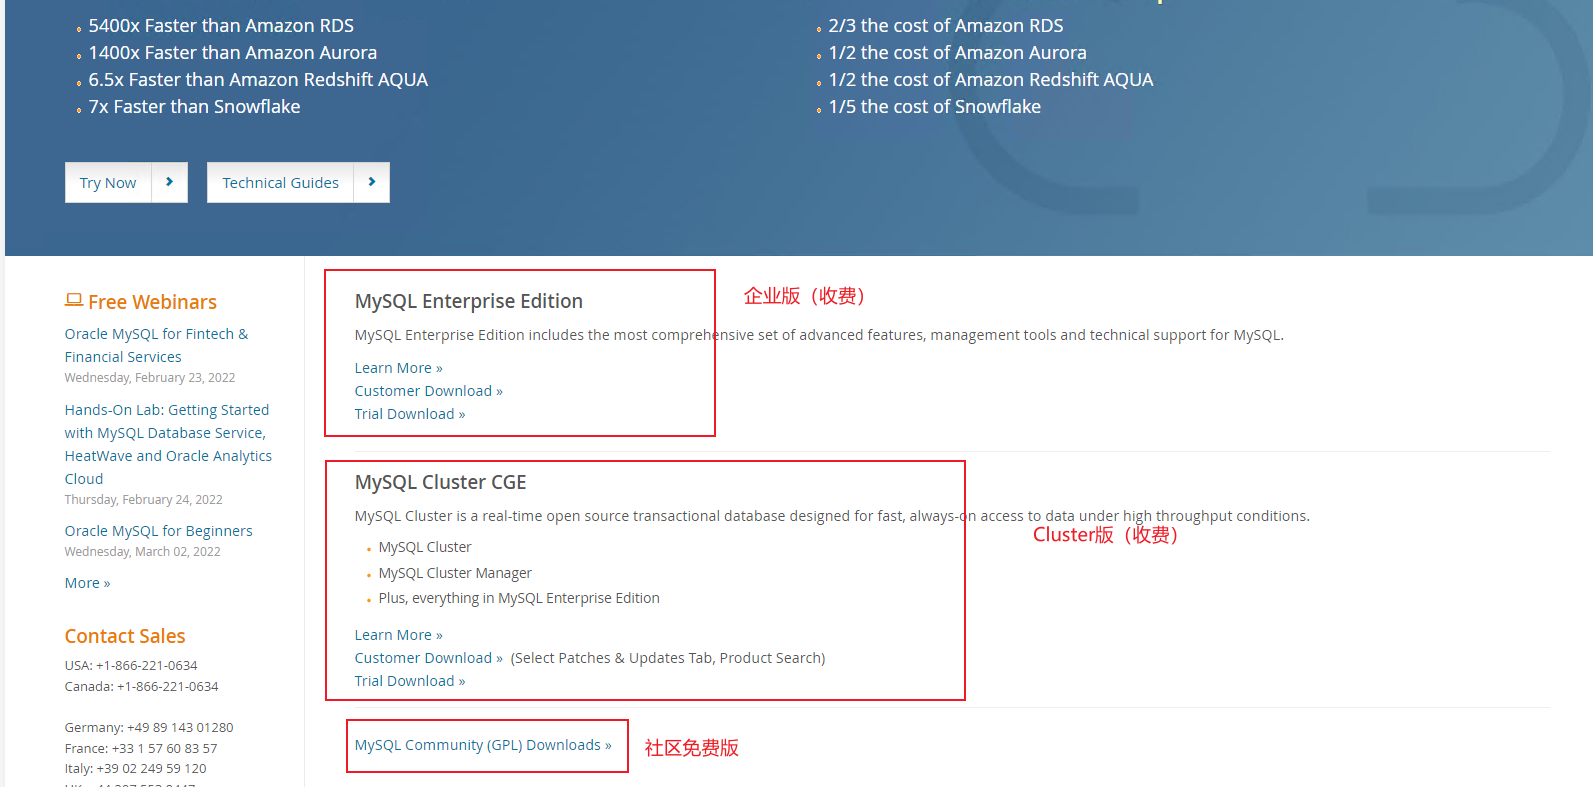 5400x Faster than Amazon RDS
1400x Faster than Amazon Aurora
6.5x Faster than Amazon Redshift AQUA
7x Faster than Snowflake
2/3 the cost of Amazon RDS
1/2 the cost of Amazon Aurora
1/2 the cost of Amazon Redshift AQUA
1/5 the cost of Snowflake
Try Now
Technical Guides
Free Webinars
Oracle MySQL for Fintech &
Financial Services
Wednesday, February 23, 2022
Hands-On Lab: Getting Started
with MySQL Database Service,
HeatWave and Oracle Analytics
Cloud
Thursday, February 24, 2022
Oracle MySQL for Beginners
Wednesday, March 02, 2022
More »
Contact Sales
USA: +1-866-221-0634
Canada: +1-866-221-0634
Germany: +49 89 143 01280
France: +33 1 57 60 83 57
Italy: +39 02 249 59 120
MySQL Enterprise Edition
企业版（收费）
MySQL Enterprise Edition includes the most comprehensive set of advanced features, management tools and technical support for MySQL.
Learn More »
Customer Download »
Trial Download »
MySQL Cluster CGE
MySQL Cluster is a real-time open source transactional database designed for fast, always-on access to data under high throughput conditions.
Cluster版（收费）
MySQL Cluster
MySQL Cluster Manager
Plus, everything in MySQL Enterprise Edition
Learn More »
Customer Download » (Select Patches & Updates Tab, Product Search)
Trial Download »
MySQL Community (GPL) Downloads »
社区免费版